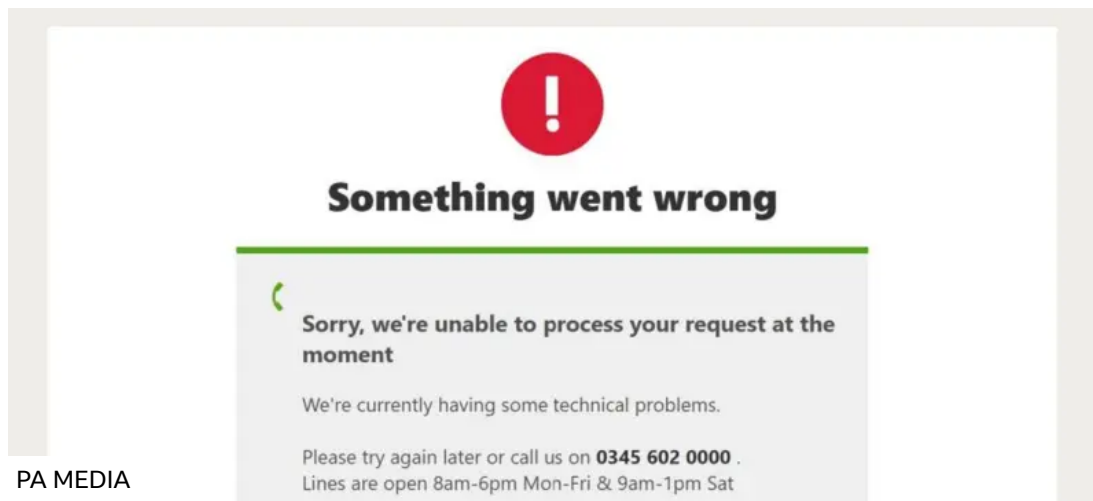 Something went wrong
Sorry, we're unable to process your request at the
moment
We're currently having some technical problems.
Please try again later or call us on 0345 602 0000 .
Lines are open 8am-6pm Mon-Fri & 9am-1pm Sat
PA MEDIA